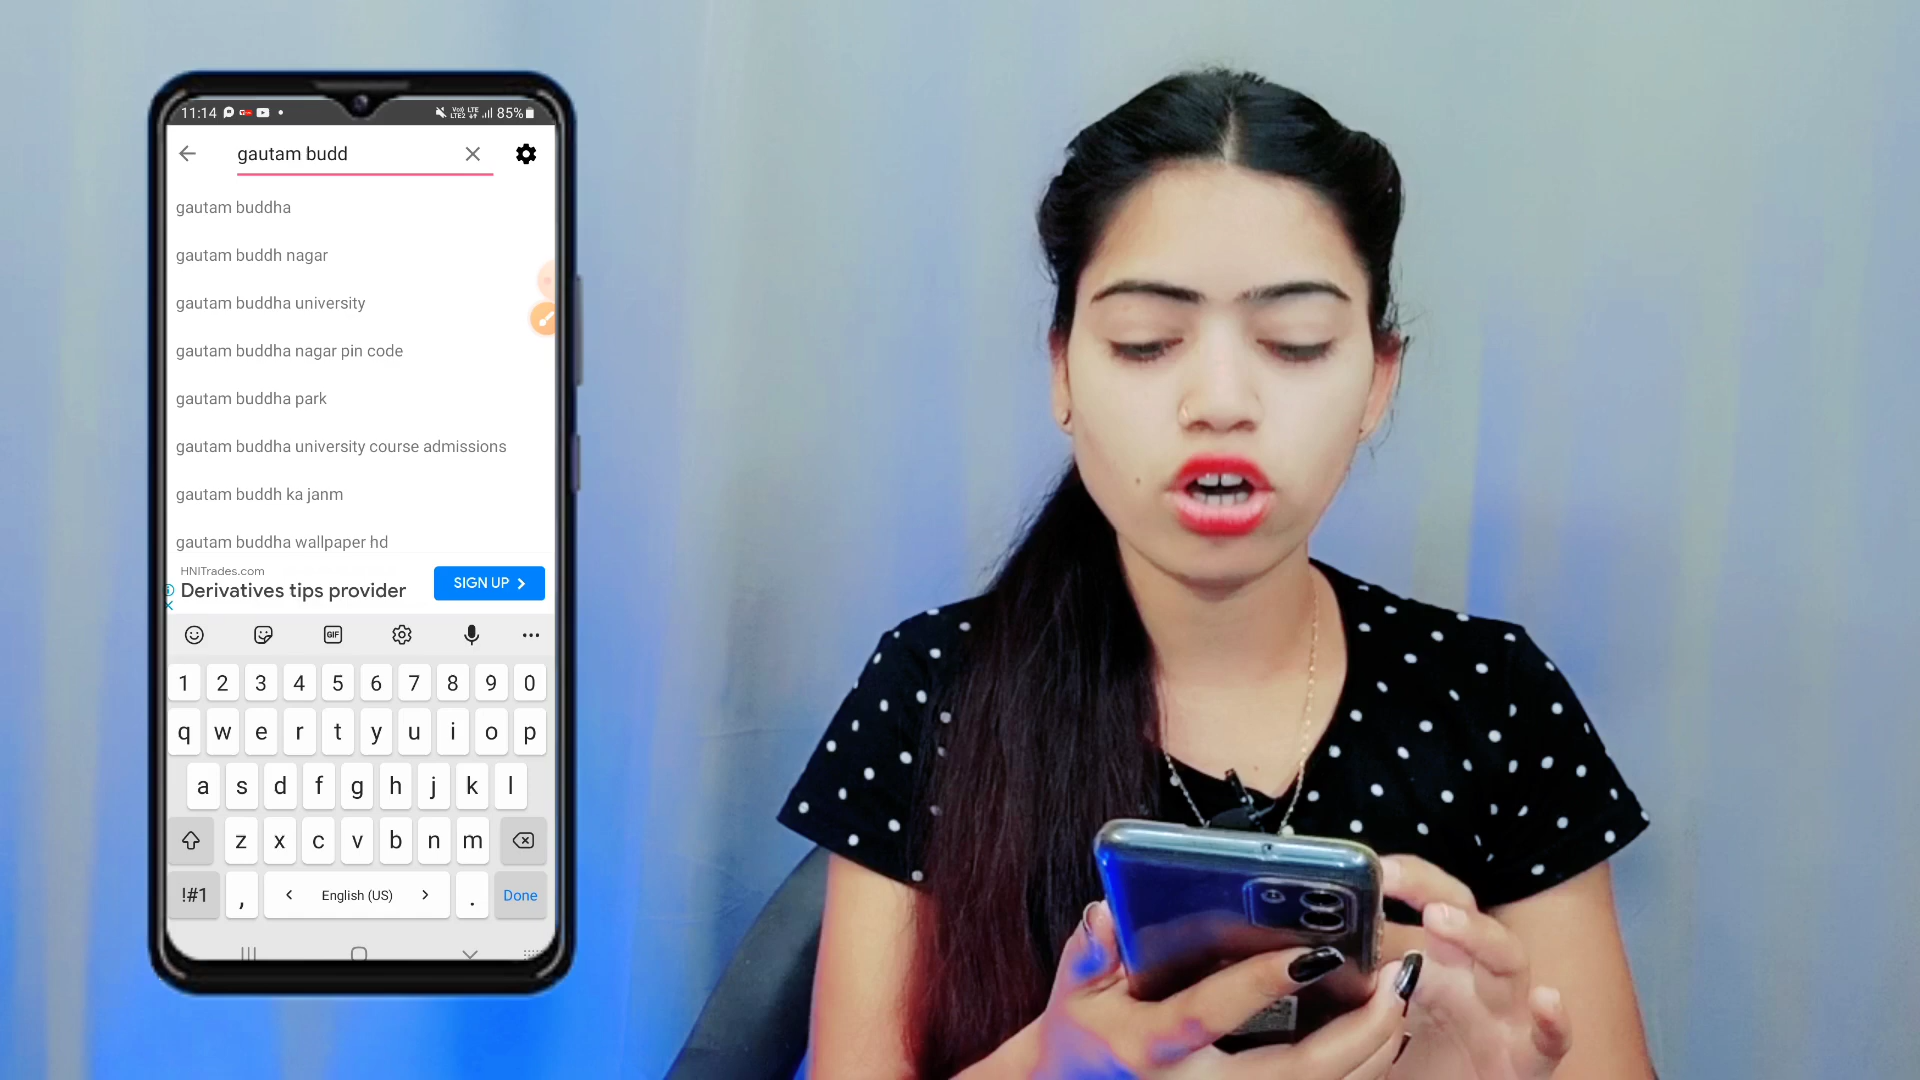 11:14 85%
gautam budd
gautam buddha
gautam buddh nagar
gautam buddha university
gautam buddha nagar pin code
gautam buddha park
gautam buddha university course admissions
gautam buddh ka janm
gautam buddha wallpaper hd
HNITrades.com
Derivatives tips provider
SIGN UP
GIF
1 2 3 4 5 6 7 8 9 0
q w e r t y u i o p
a s d f g h j k l
z x c v b n m
!#1 , English (US) . Done